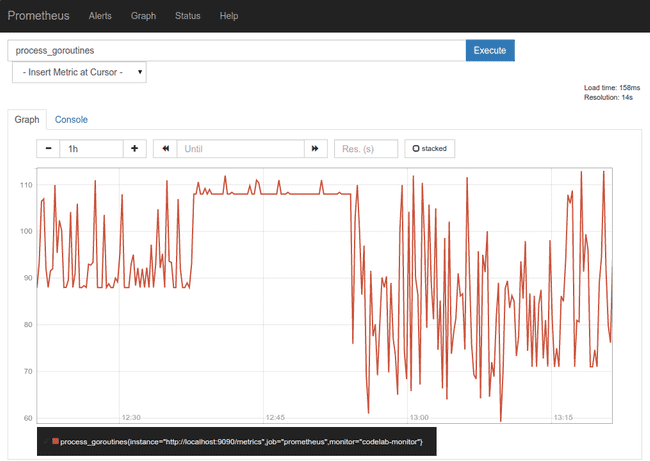 Prometheus Alerts Graph Status Help
process_goroutines Execute
- Insert Metric at Cursor -
Load time: 158ms
Resolution: 14s
Graph Console
1h Until Res. (s) stacked
110
100
90
80
70
60
12:30 12:45 13:00 13:15
process_goroutines{instance="http://localhost:9090/metrics",job="prometheus",monitor="codelab-monitor"}